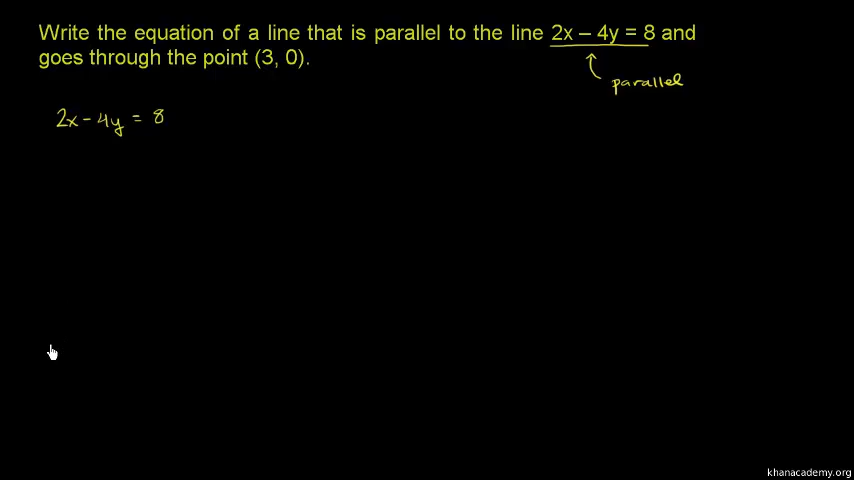 Write the equation of a line that is parallel to the line 2x – 4y = 8 and
goes through the point (3, 0).
parallel
2x - 4y = 8
khanacademy.org